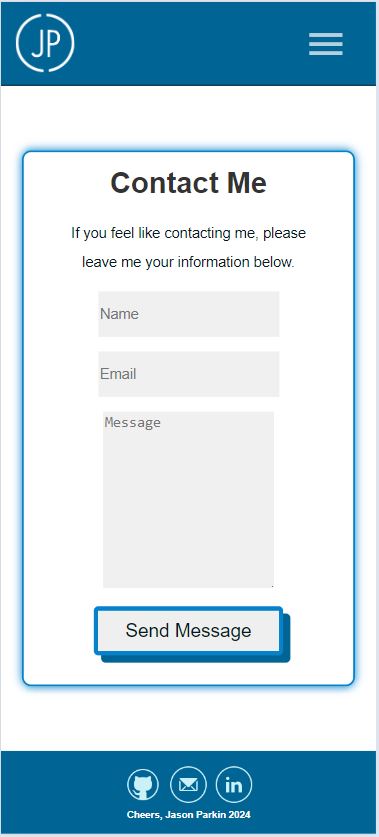 JP
Contact Me
If you feel like contacting me, please
leave me your information below.
Name
Email
Message
Send Message
in
Cheers, Jason Parkin 2024